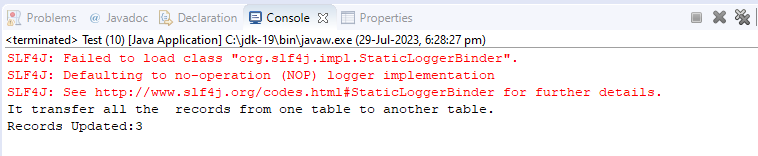 Problems @ Javadoc Declaration Console Properties
<terminated> Test (10) [Java Application] C:\jdk-19\bin\javaw.exe (29-Jul-2023, 6:28:27 pm)
SLF4J: Failed to load class "org.slf4j.impl.StaticLoggerBinder".
SLF4J: Defaulting to no-operation (NOP) logger implementation
SLF4J: See http://www.slf4j.org/codes.html#StaticLoggerBinder for further details.
It transfer all the  records from one table to another table.
Records Updated:3